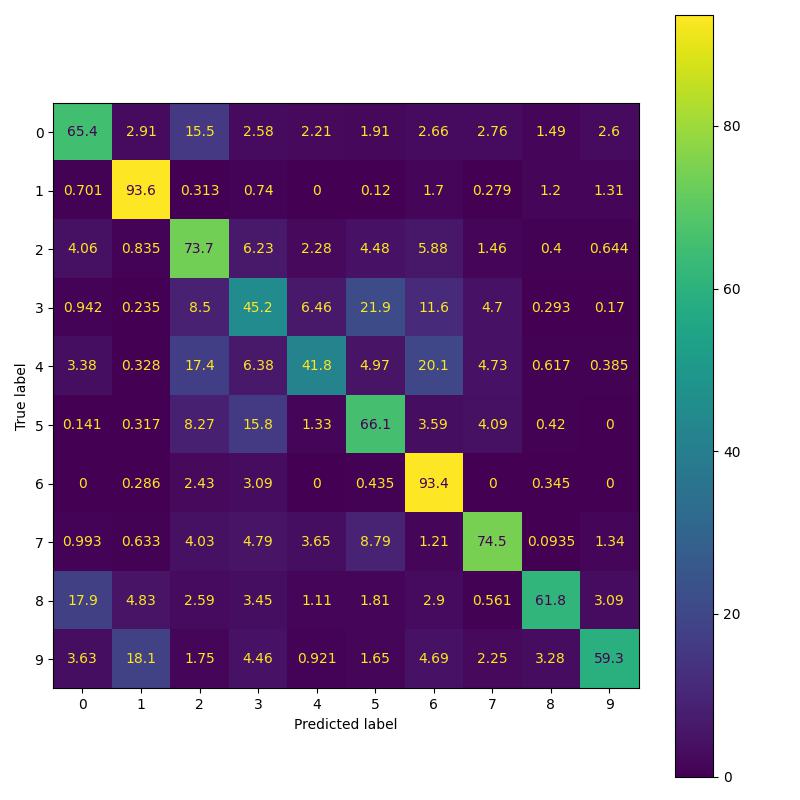 0 65.4 2.91 15.5 2.58 2.21 1.91 2.66 2.76 1.49 2.6
1 0.701 93.6 0.313 0.74 0 0.12 1.7 0.279 1.2 1.31
2 4.06 0.835 73.7 6.23 2.28 4.48 5.88 1.46 0.4 0.644
3 0.942 0.235 8.5 45.2 6.46 21.9 11.6 4.7 0.293 0.17
4 3.38 0.328 17.4 6.38 41.8 4.97 20.1 4.73 0.617 0.385
5 0.141 0.317 8.27 15.8 1.33 66.1 3.59 4.09 0.42 0
6 0 0.286 2.43 3.09 0 0.435 93.4 0 0.345 0
7 0.993 0.633 4.03 4.79 3.65 8.79 1.21 74.5 0.0935 1.34
8 17.9 4.83 2.59 3.45 1.11 1.81 2.9 0.561 61.8 3.09
9 3.63 18.1 1.75 4.46 0.921 1.65 4.69 2.25 3.28 59.3
0 1 2 3 4 5 6 7 8 9
Predicted label
True label
80
60
40
20
0